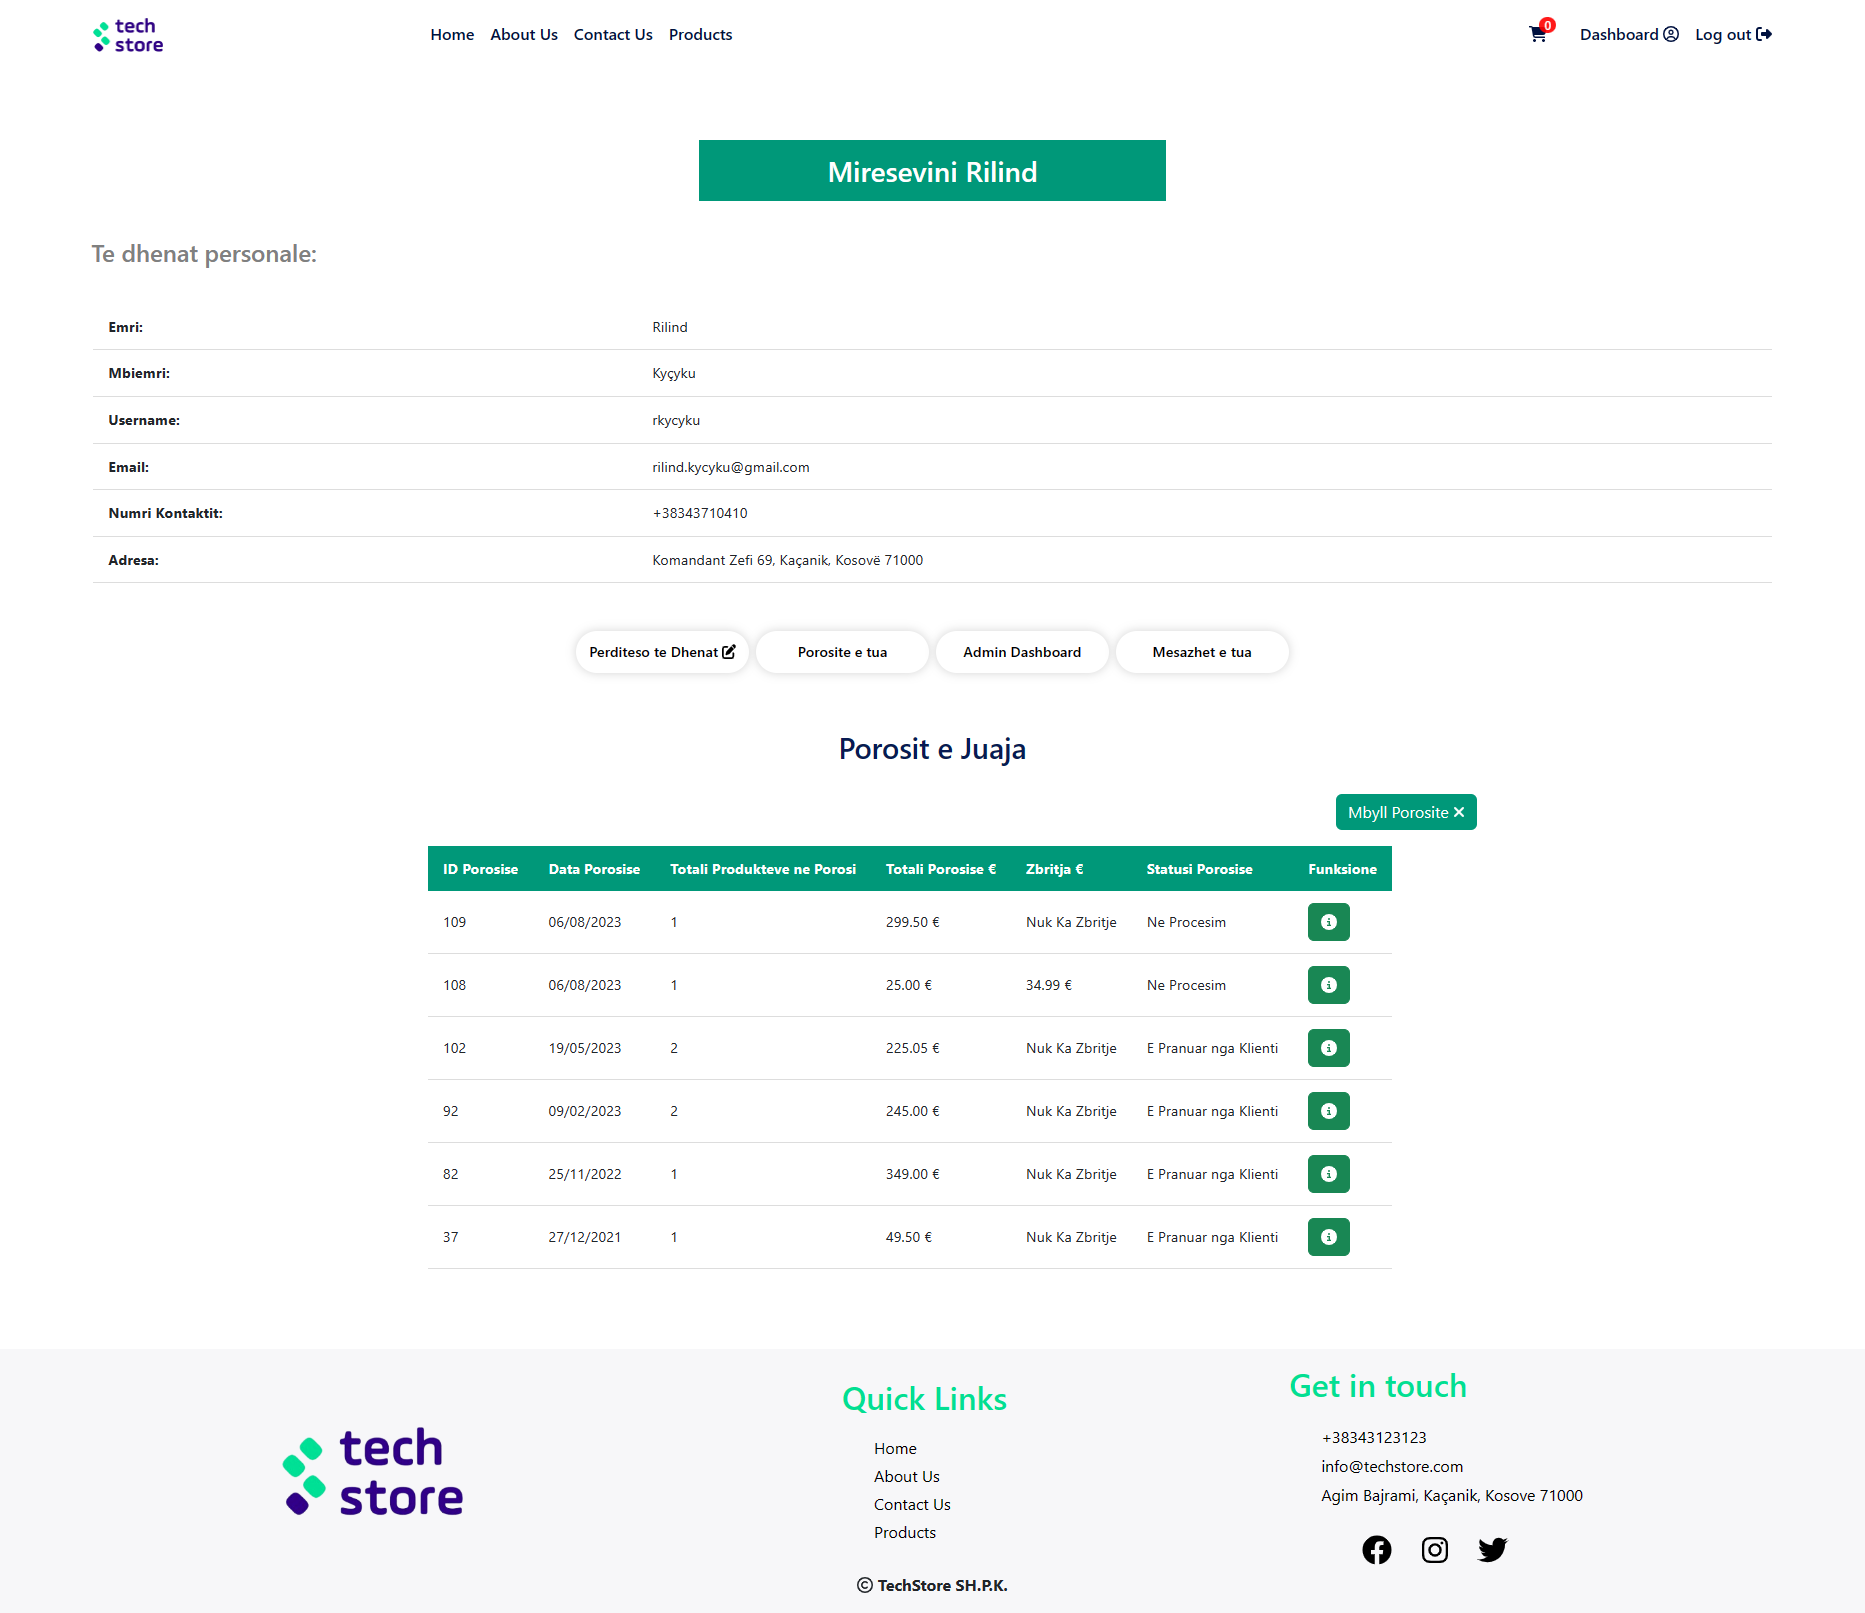 tech store
Home About Us Contact Us Products 0 Dashboard Log out
Miresevini Rilind
Te dhenat personale:
Emri: Rilind
Mbiemri: Kyçyku
Username: rkycyku
Email: rilind.kycyku@gmail.com
Numri Kontaktit: +38343710410
Adresa: Komandant Zefi 69, Kaçanik, Kosovë 71000
Perditeso te Dhenat Porosite e tua Admin Dashboard Mesazhet e tua
Porosit e Juaja
Mbyll Porosite
ID Porosise Data Porosise Totali Produkteve ne Porosi Totali Porosise € Zbritja € Statusi Porosise Funksione
109 06/08/2023 1 299.50 € Nuk Ka Zbritje Ne Procesim
108 06/08/2023 1 25.00 € 34.99 € Ne Procesim
102 19/05/2023 2 225.05 € Nuk Ka Zbritje E Pranuar nga Klienti
92 09/02/2023 2 245.00 € Nuk Ka Zbritje E Pranuar nga Klienti
82 25/11/2022 1 349.00 € Nuk Ka Zbritje E Pranuar nga Klienti
37 27/12/2021 1 49.50 € Nuk Ka Zbritje E Pranuar nga Klienti
tech
store
Quick Links
Home
About Us
Contact Us
Products
© TechStore SH.P.K.
Get in touch
+38343123123
info@techstore.com
Agim Bajrami, Kaçanik, Kosove 71000